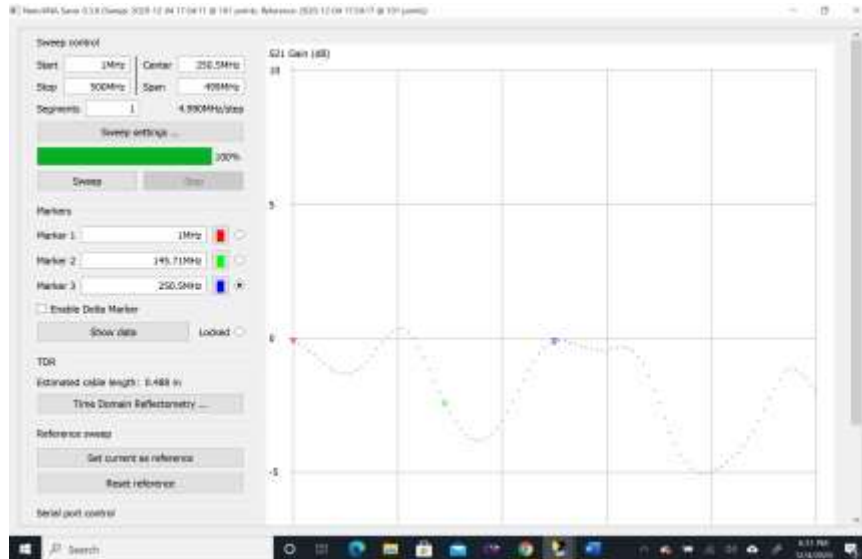 Sweep control
Start 1MHz Center 250.5MHz
Stop 500MHz Span 499MHz
Segments 1 4.990MHz/step
Sweep settings ...
100%
Sweep Stop
Markers
Marker 1 1MHz
Marker 2 145.71MHz
Marker 3 250.5MHz
Enable Delta Marker
Show data Locked
TDR
Estimated cable length: 0.488 m
Time Domain Reflectometry ...
Reference sweep
Set current as reference
Reset reference
Serial port control
S21 Gain (dB)
10
5
0
-5
Search